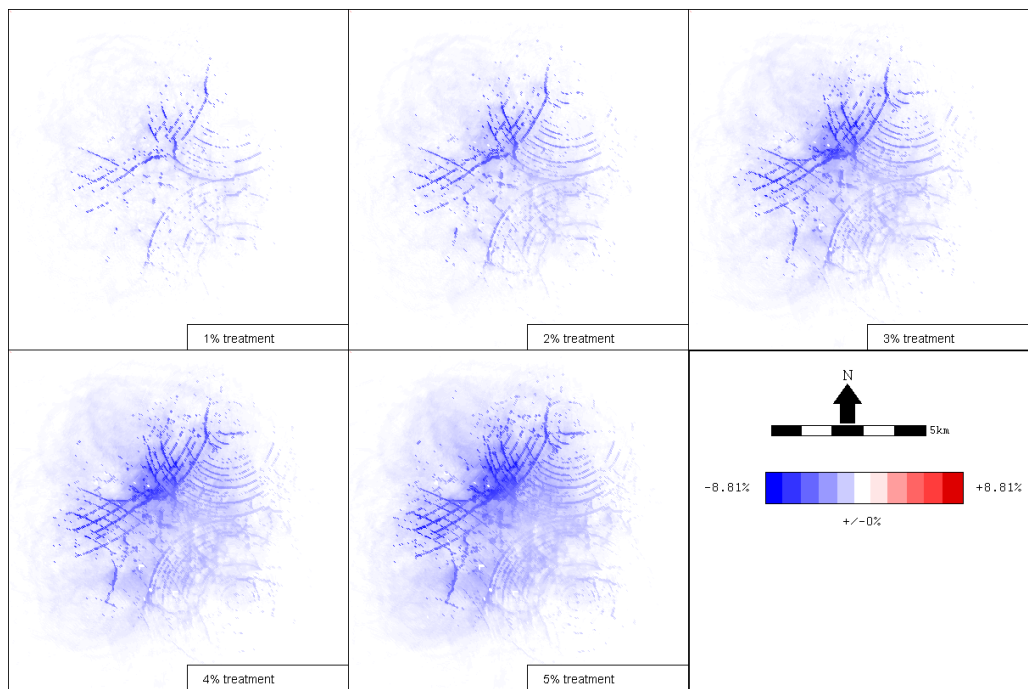 1% treatment
2% treatment
3% treatment
4% treatment
5% treatment
N
5km
-8.81%
+8.81%
+/-0%